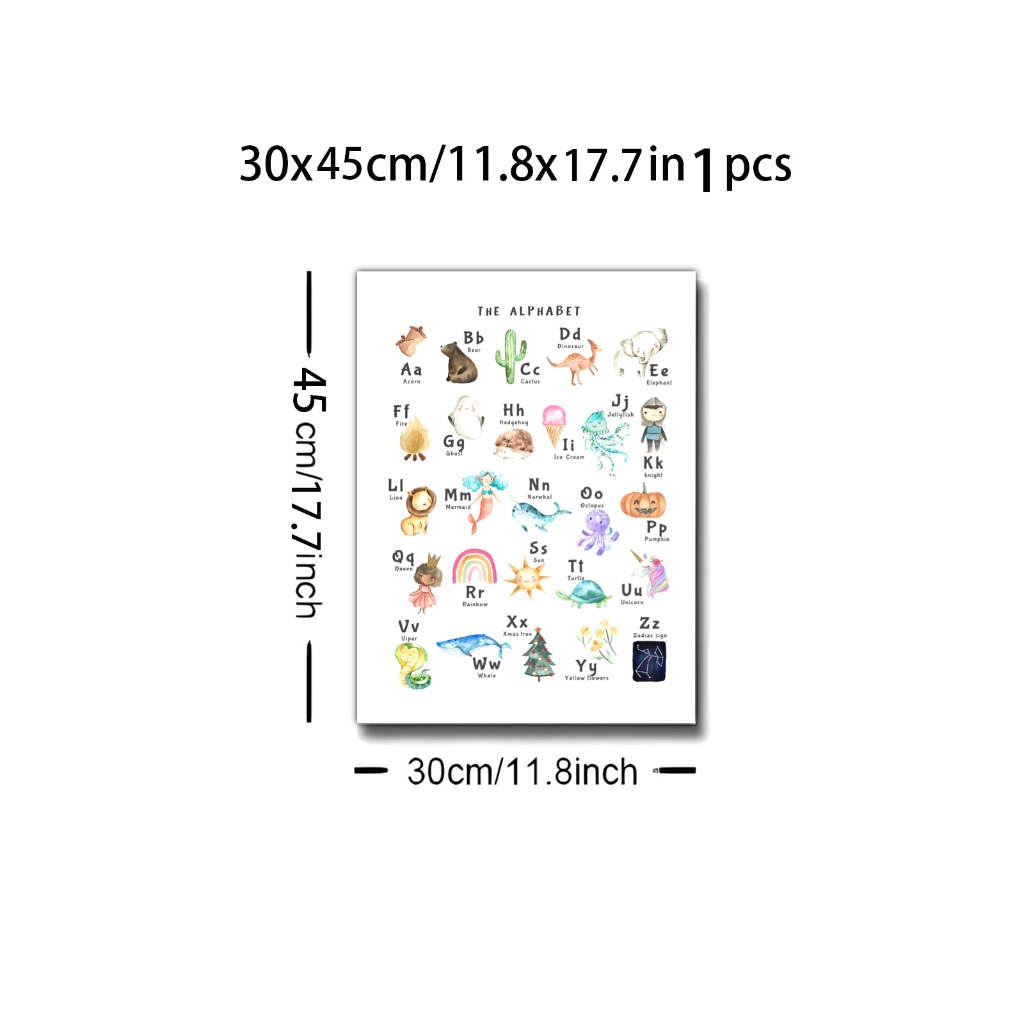 30x45cm/11.8x17.7in 1 pcs
45 cm/17.7inch
THE ALPHABET
Aa
Acorn
Bb
Bear
Cc
Cactus
Dd
Dinosaur
Ee
Elephant
Ff
Fire
Gg
Ghost
Hh
Hedgehog
Ii
Ice Cream
Jj
Jellyfish
Kk
knight
Ll
Lion
Mm
Mermaid
Nn
Narwhal
Oo
Octopus
Pp
Pumpkin
Qq
Queen
Rr
Rainbow
Ss
Sun
Tt
Turtle
Uu
Unicorn
Vv
Viper
Ww
Whale
Xx
Xmas tree
Yy
Yellow flowers
Zz
Zodiac sign
30cm/11.8inch